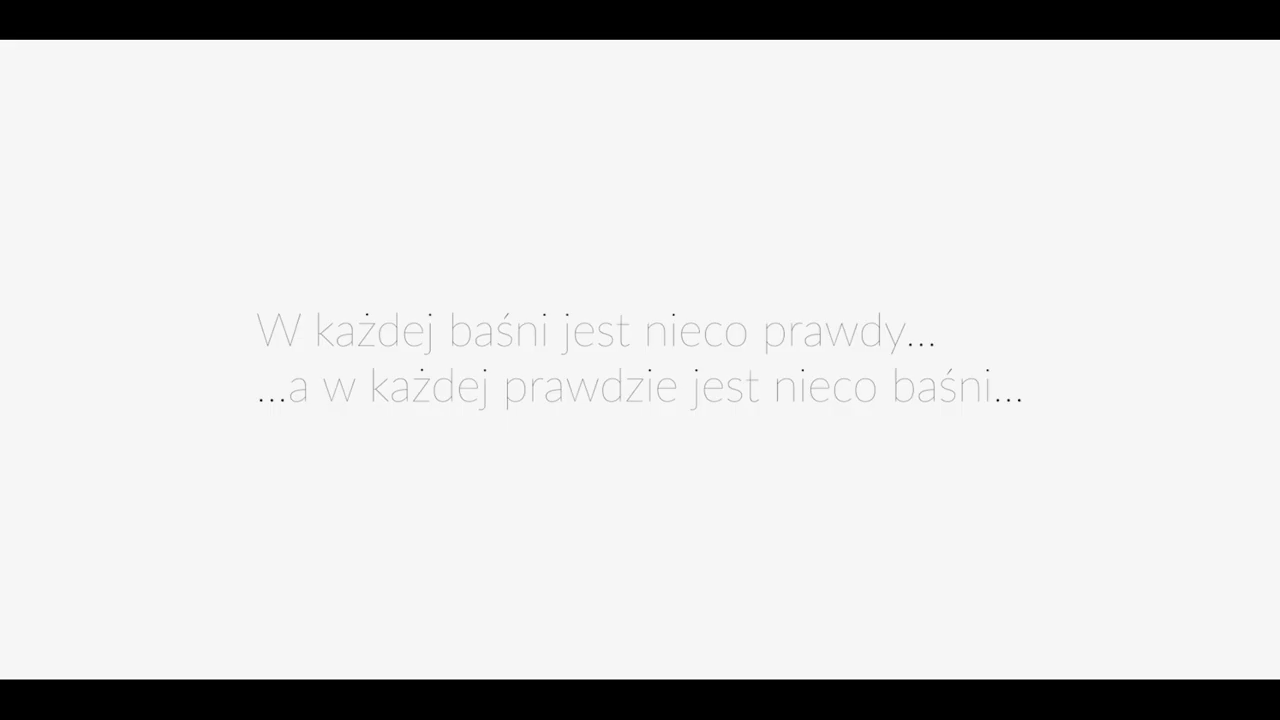 W każdej baśni jest nieco prawdy...
...a w każdej prawdzie jest nieco baśni...